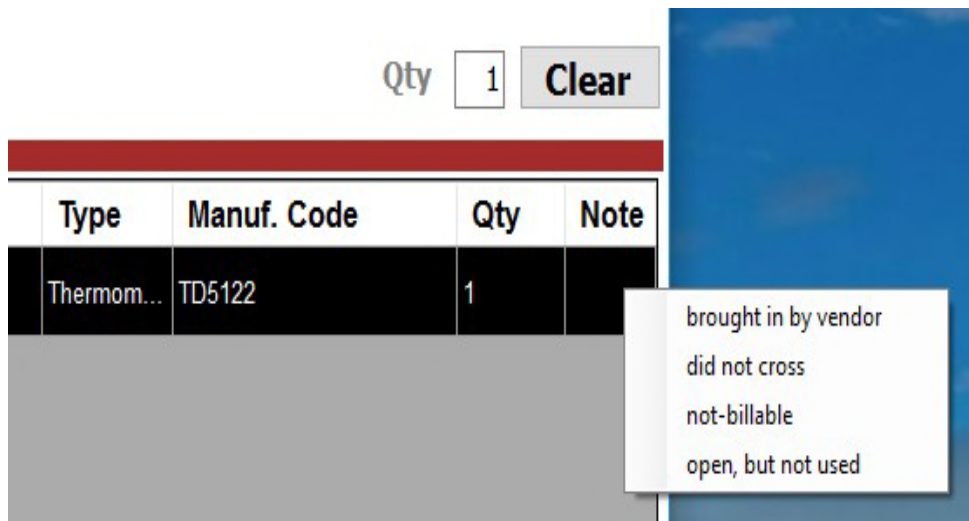 Qty 1 Clear
Type Manuf. Code Qty Note
Thermom... TD5122 1
brought in by vendor
did not cross
not-billable
open, but not used